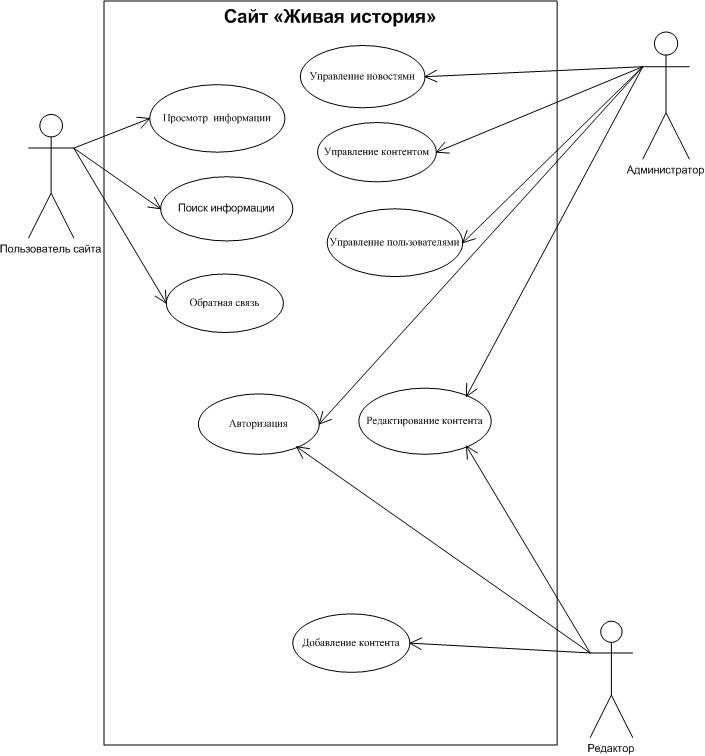 Сайт «Живая история»
Управление новостями
Просмотр информации
Управление контентом
Администратор
Поиск информации
Пользователь сайта
Управление пользователями
Обратная связь
Авторизация
Редактирование контента
Добавление контента
Редактор